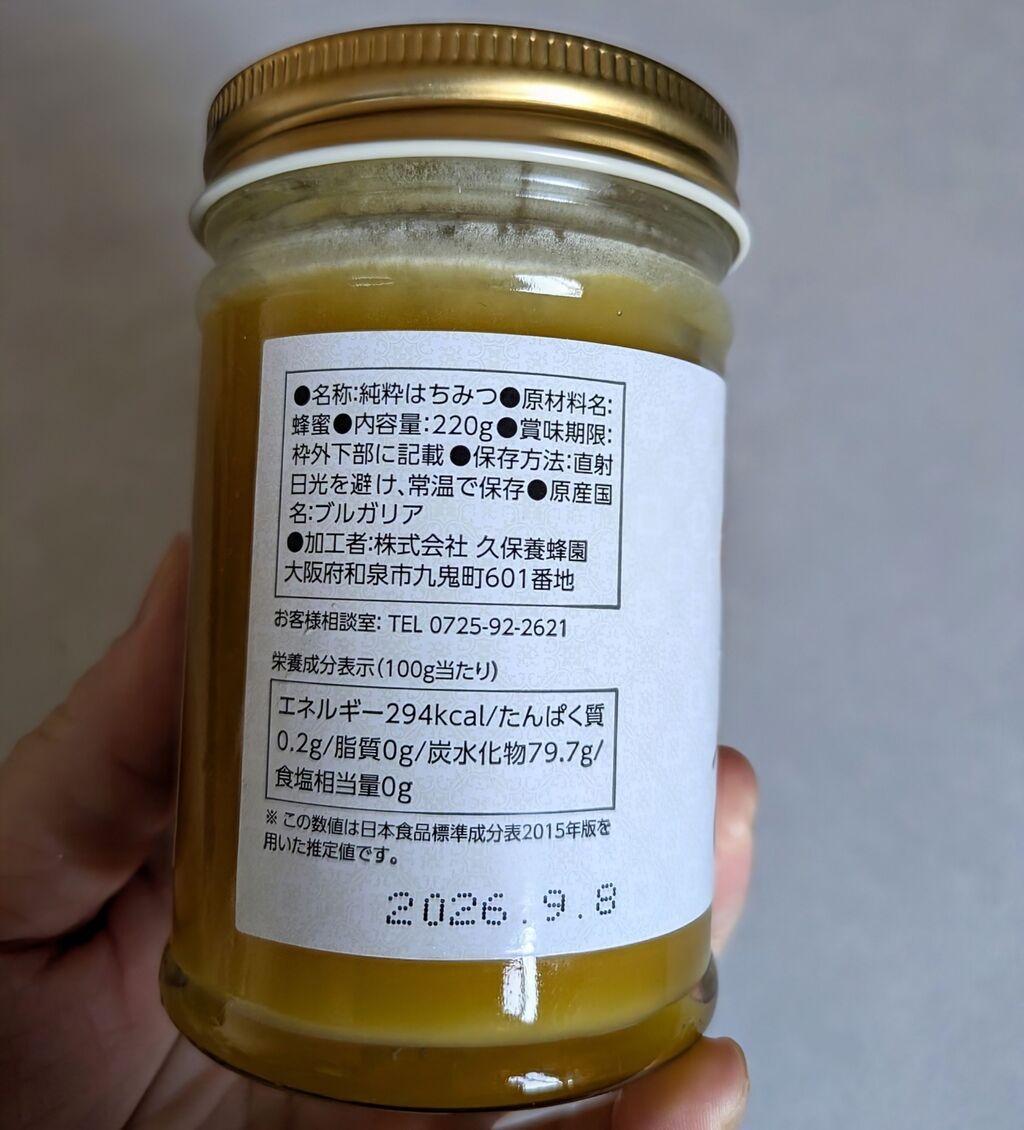 ●名称:純粋はちみつ●原材料名:
蜂蜜●内容量:220g●賞味期限:
枠外下部に記載●保存方法:直射
日光を避け、常温で保存●原産国
名:ブルガリア
●加工者:株式会社 久保養蜂園
大阪府和泉市九鬼町601番地
お客様相談室: TEL 0725-92-2621
栄養成分表示(100g当たり)
エネルギー294kcal/たんぱく質
0.2g/脂質0g/炭水化物79.7g/
食塩相当量0g
※この数値は日本食品標準成分表2015年版を
用いた推定値です。
2026.9.8